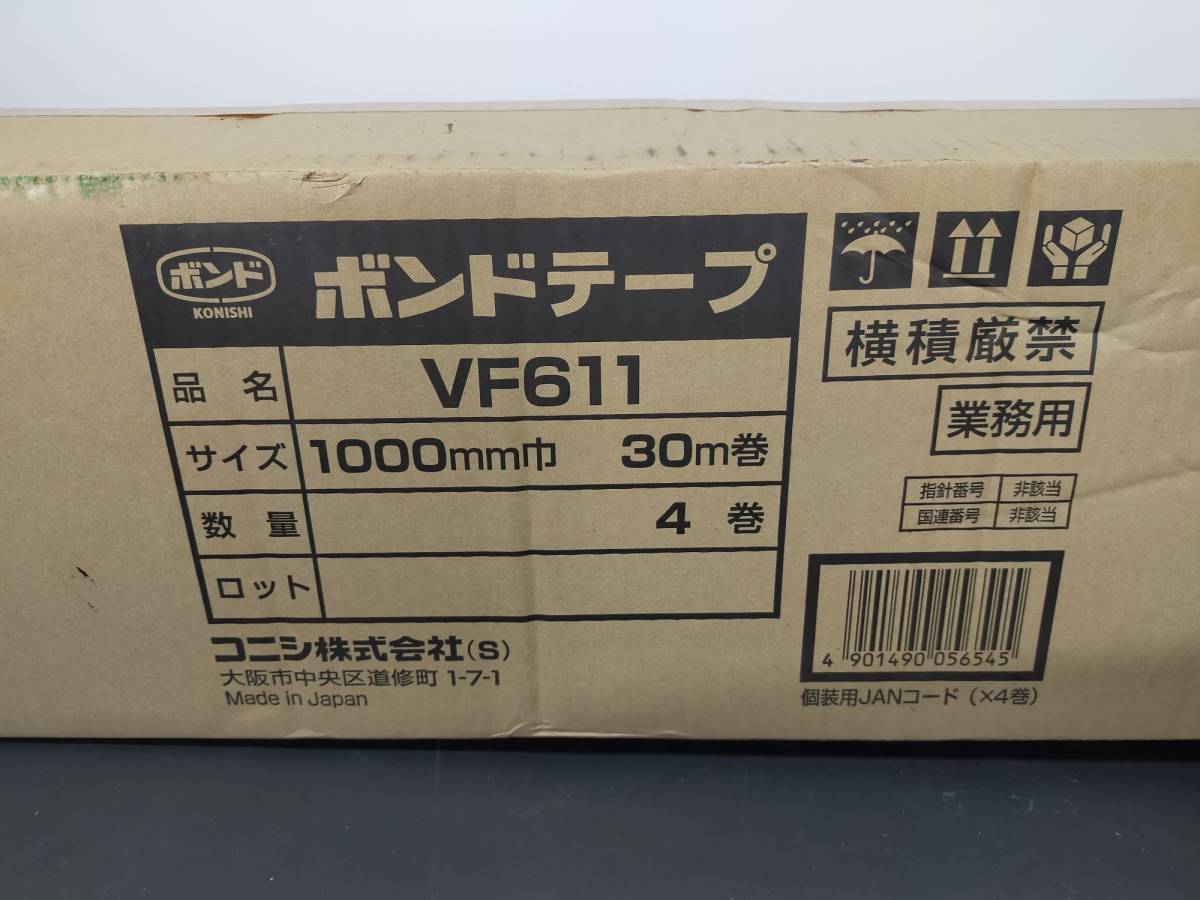 ボンド
KONISHI
ボンドテープ
品名 VF611
サイズ 1000mm巾 30m巻
数量 4 巻
ロット
コニシ株式会社(S)
大阪市中央区道修町 1-7-1
Made in Japan
横積厳禁
業務用
指針番号 非該当
国連番号 非該当
4 901490 056545
個装用JANコード (×4巻)